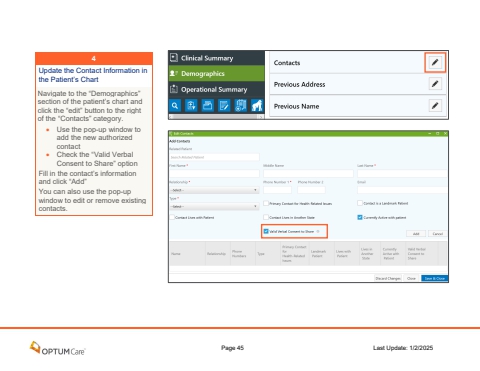 4
Update the Contact Information in
the Patient's Chart
Navigate to the "Demographics"
section of the patient's chart and
click the "edit" button to the right
of the "Contacts" category.
• Use the pop-up window to
add the new authorized
contact
• Check the "Valid Verbal
Consent to Share" option
Fill in the contact's information
and click "Add"
You can also use the pop-up
window to edit or remove existing
contacts.
Clinical Summary
Demographics
Operational Summary
Contacts
Previous Address
Previous Name
Edit Contacts
Add Contacts
Related Patient
Search Related Patient
First Name * Middle Name Last Name *
Relationship * Phone Number 1 * Phone Number 2 Email
- Select -
Type *
- Select -
Primary Contact for Health Related Issues Contact is a Landmark Patient
Contact Lives with Patient Contact Lives in Another State Currently Active with patient
Valid Verbal Consent to Share
Add Cancel
Name Relationship Phone Numbers Type Primary Contact for Health Related Issues Landmark Patient Lives with Patient Lives in Another State Currently Active with Patient Valid Verbal Consent to Share
Discard Changes Close Save & Close
OPTUM Care
Page 45
Last Update: 1/2/2025